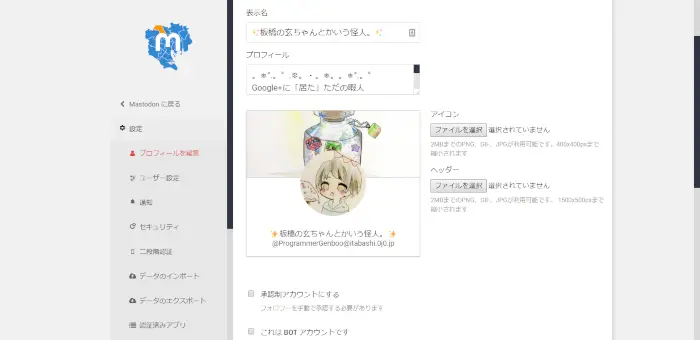 m
Mastodon に戻る
設定
プロフィールを編集
ユーザー設定
通知
セキュリティ
二段階認証
データのインポート
データのエクスポート
認証済みアプリ
表示名
✨板橋の玄ちゃんとかいう怪人。✨
プロフィール
Google+に「居た」ただの暇人
✨板橋の玄ちゃんとかいう怪人。✨
@ProgrammerGenboo@itabashi.0j0.jp
アイコン
ファイルを選択 選択されていません
2MBまでのPNG、GIF、JPGが利用可能です。400x400pxまで
縮小されます
ヘッダー
ファイルを選択 選択されていません
2MBまでのPNG、GIF、JPGが利用可能です。 1500x500pxまで
縮小されます
承認制アカウントにする
フォロワーを手動で承認する必要があります
これは BOT アカウントです